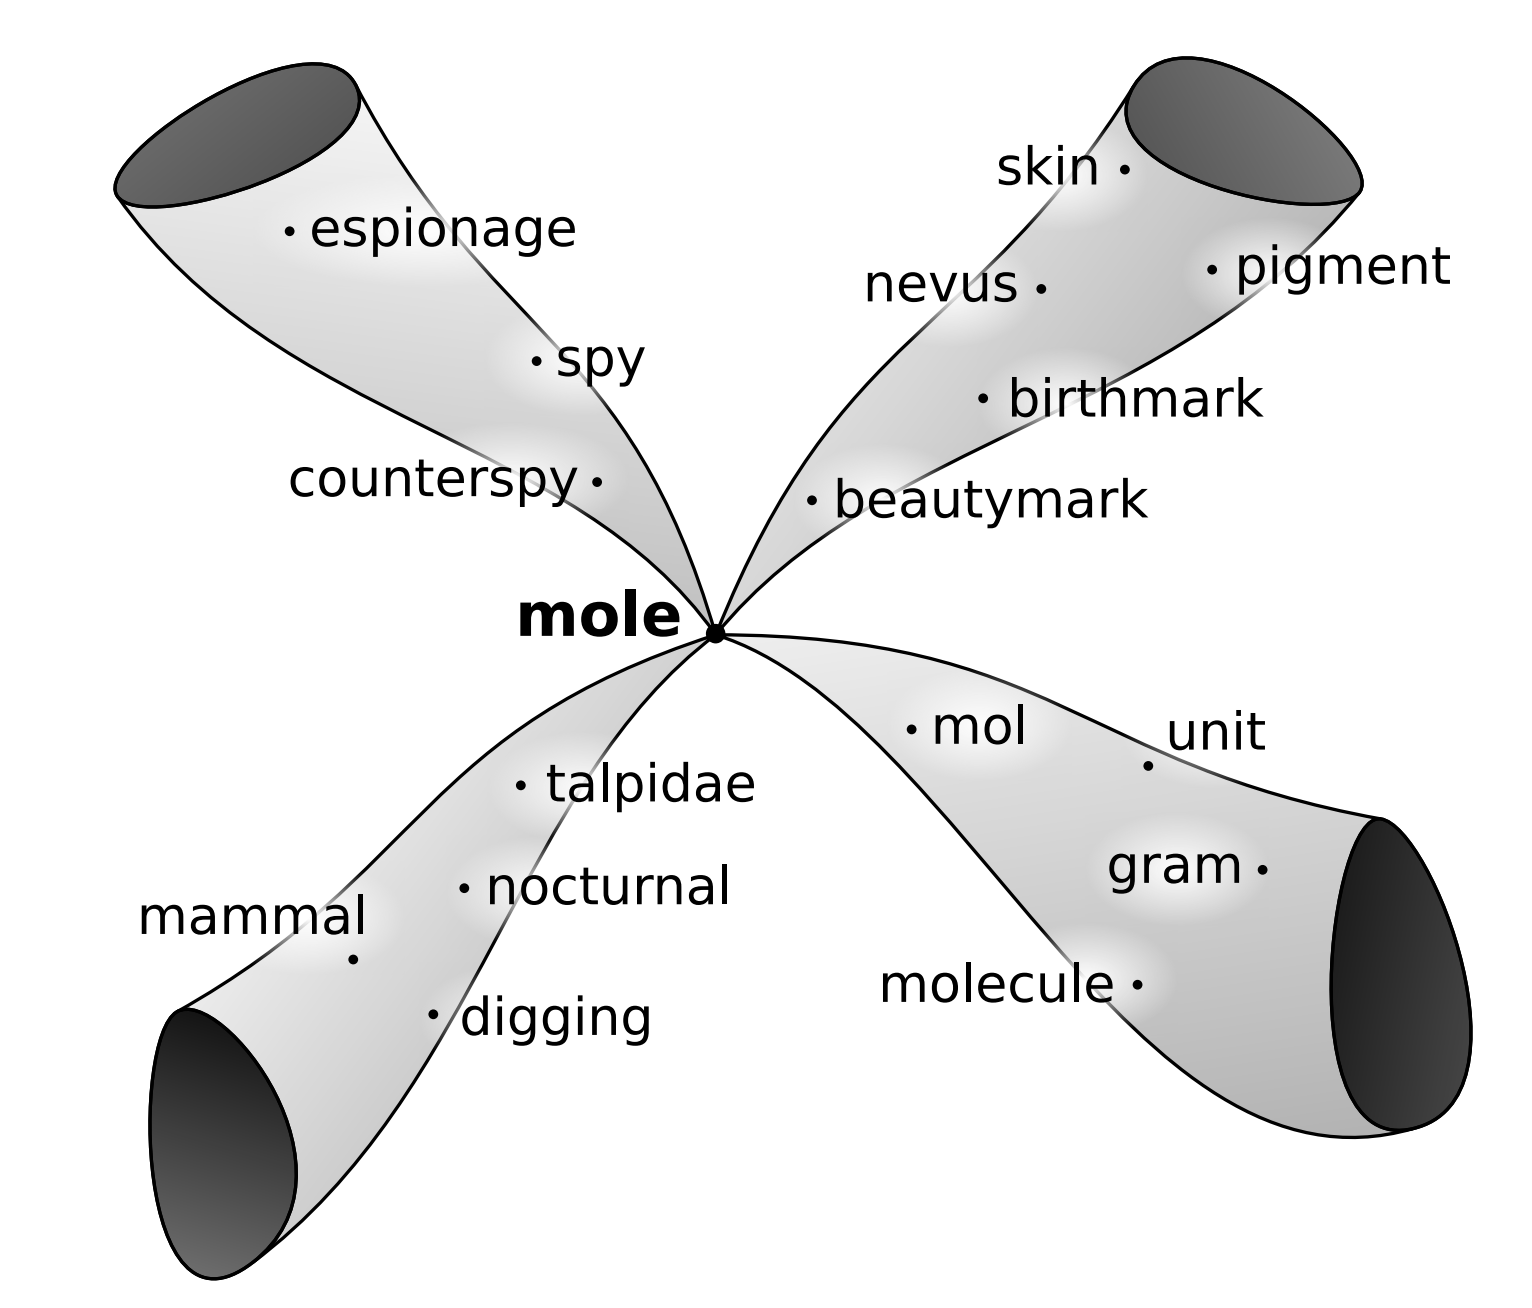 espionage
spy
counterspy
skin
nevus
pigment
birthmark
beautymark
mole
talpidae
nocturnal
mammal
digging
mol
unit
gram
molecule